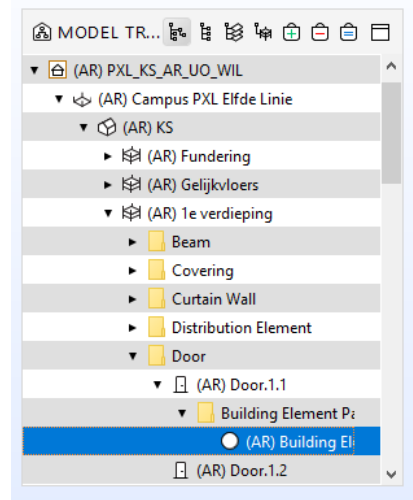 MODEL TR...
(AR) PXL_KS_AR_UO_WIL
(AR) Campus PXL Elfde Linie
(AR) KS
(AR) Fundering
(AR) Gelijkvloers
(AR) 1e verdieping
Beam
Covering
Curtain Wall
Distribution Element
Door
(AR) Door.1.1
Building Element Pa
(AR) Building El
(AR) Door.1.2